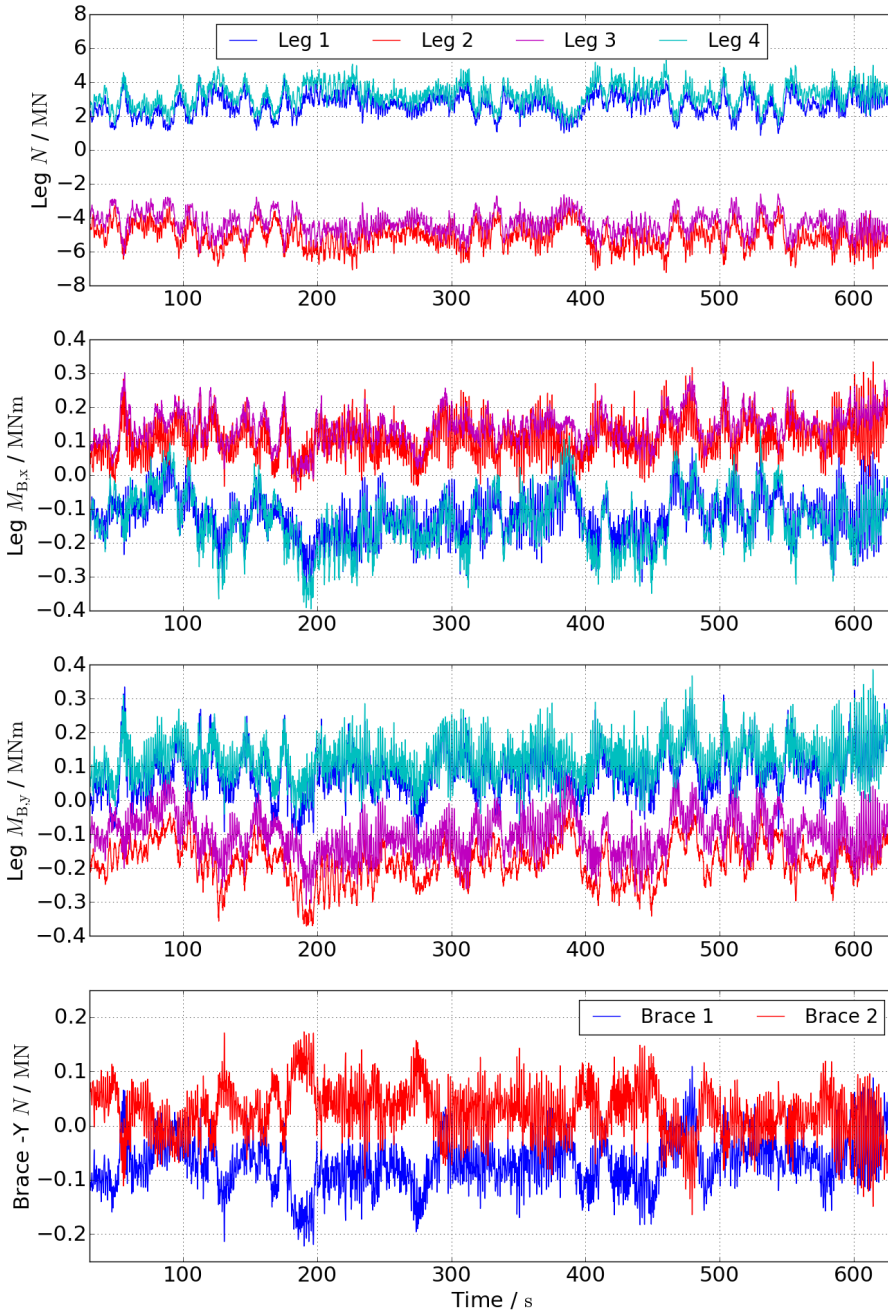 Leg 1 Leg 2 Leg 3 Leg 4
Leg N / MN
8
6
4
2
0
−2
−4
−6
−8
100 200 300 400 500 600
Leg M_B,x / MNm
0.4
0.3
0.2
0.1
0.0
−0.1
−0.2
−0.3
−0.4
100 200 300 400 500 600
Leg M_B,y / MNm
0.4
0.3
0.2
0.1
0.0
−0.1
−0.2
−0.3
−0.4
100 200 300 400 500 600
Brace 1 Brace 2
Brace -Y N / MN
0.2
0.1
0.0
−0.1
−0.2
100 200 300 400 500 600
Time / s